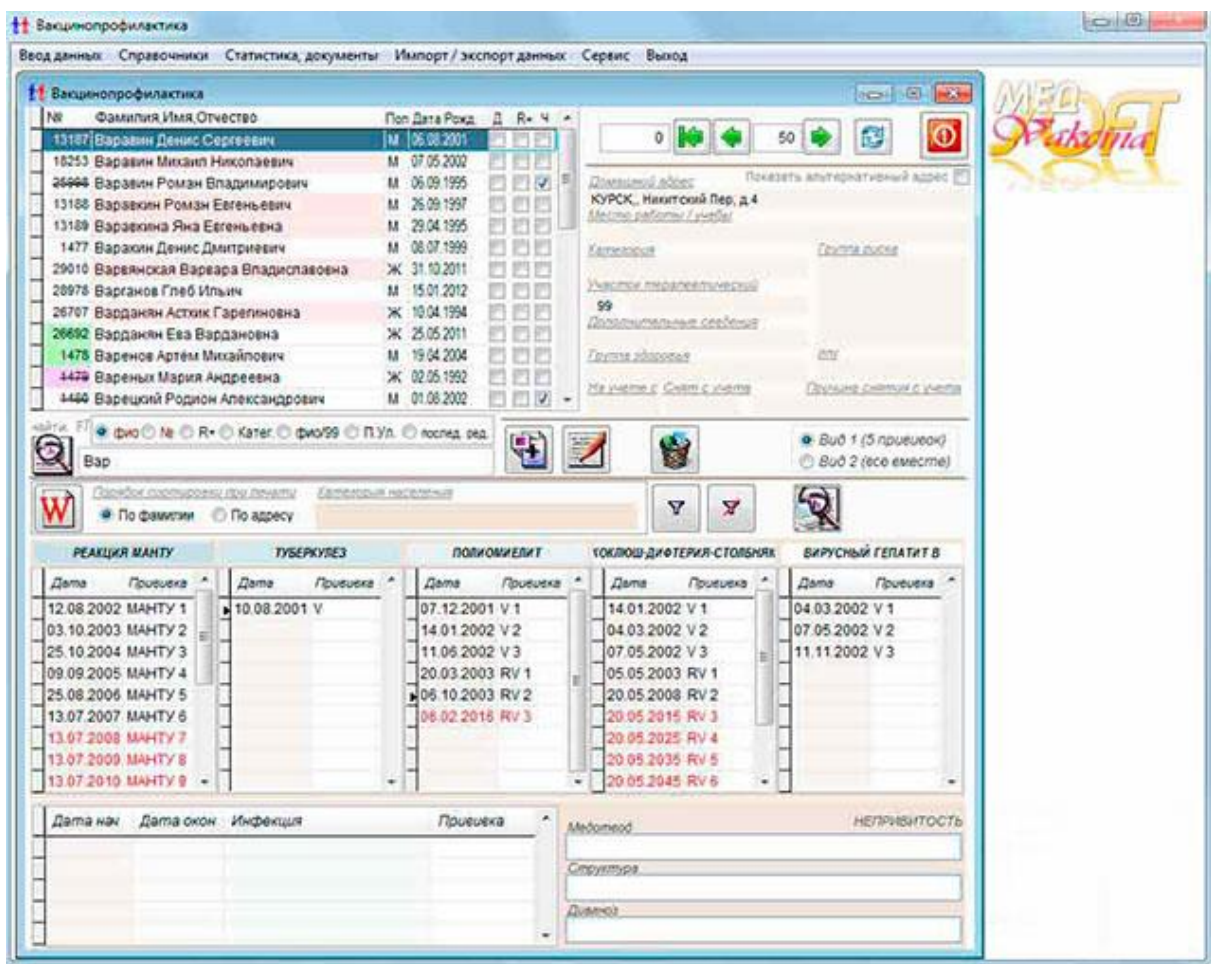 Вакцинопрофилактика
Ввод данных Справочники Статистика, документы Импорт / экспорт данных Сервис Выход
Вакцинопрофилактика
№ Фамилия,Имя,Отчество Пол Дата Рожд. Д R+ Ч
13187 Варавин Денис Сергеевич М 06.08.2001
18253 Варавин Михаил Николаевич М 07.05.2002
Варавин Роман Владимирович М 06.09.1995
13188 Варавкин Роман Евгеньевич М 26.09.1997
13189 Варавкина Яна Евгеньевна М 29.04.1995
1477 Варакин Денис Дмитриевич М 08.07.1999
29010 Варвянская Варвара Владиславовна Ж 31.10.2011
28978 Варганов Глеб Ильич М 15.01.2012
26707 Варданян Астхик Гарегиновна Ж 10.04.1994
26692 Варданян Ева Вардановна Ж 25.05.2011
1478 Варенов Артём Михайлович М 19.04.2004
1479 Вареных Мария Андреевна Ж 02.05.1992
1480 Варецкий Родион Александрович М 01.08.2002
0 50
Домашний адрес Показать альтернативный адрес
КУРСК,, Никитский Пер, д.4
Место работы / учебы
Категория Группа риска
Участок терапевтический
99
Дополнительные сведения
Группа здоровья
На учете с Снят с учета Причина снятия с учета
МЕД SOFT
Vakcina
найти F7
фио № R+ Катег. фио/99 П.Ул. послед. ред.
Вар
Вид 1 (5 прививок)
Вид 2 (все вместе)
Порядок сортировки при печати Категория населения
По фамилии По адресу
РЕАКЦИЯ МАНТУ ТУБЕРКУЛЕЗ ПОЛИОМИЕЛИТ КОКЛЮШ-ДИФТЕРИЯ-СТОЛБНЯК ВИРУСНЫЙ ГЕПАТИТ В
Дата Прививка Дата Прививка Дата Прививка Дата Прививка Дата Прививка
12.08.2002 МАНТУ 1 10.08.2001 V 07.12.2001 V 1 14.01.2002 V 1 04.03.2002 V 1
03.10.2003 МАНТУ 2 14.01.2002 V 2 04.03.2002 V 2 07.05.2002 V 2
25.10.2004 МАНТУ 3 11.06.2002 V 3 07.05.2002 V 3 11.11.2002 V 3
09.09.2005 МАНТУ 4 20.03.2003 RV 1 05.05.2003 RV 1
25.08.2006 МАНТУ 5 06.10.2003 RV 2 20.05.2008 RV 2
13.07.2007 МАНТУ 6 06.02.2016 RV 3 20.05.2015 RV 3
13.07.2008 МАНТУ 7 20.05.2025 RV 4
13.07.2009 МАНТУ 8 20.05.2035 RV 5
13.07.2010 МАНТУ 9 20.05.2045 RV 6
Дата нач Дата окон Инфекция Прививка
НЕПРИВИТОСТЬ
Медотвод
Структура
Диагноз